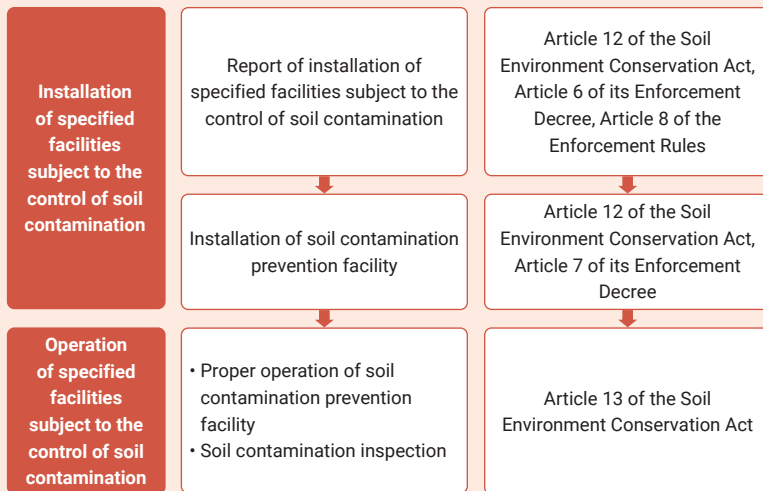 Installation
of specified
facilities
subject to the
control of soil
contamination
Report of installation of
specified facilities subject to the
control of soil contamination
Article 12 of the Soil
Environment Conservation Act,
Article 6 of its Enforcement
Decree, Article 8 of the
Enforcement Rules
Installation of soil contamination
prevention facility
Article 12 of the Soil
Environment Conservation Act,
Article 7 of its Enforcement
Decree
Operation
of specified
facilities
subject to the
control of soil
contamination
• Proper operation of soil
contamination prevention
facility
• Soil contamination inspection
Article 13 of the Soil
Environment Conservation Act